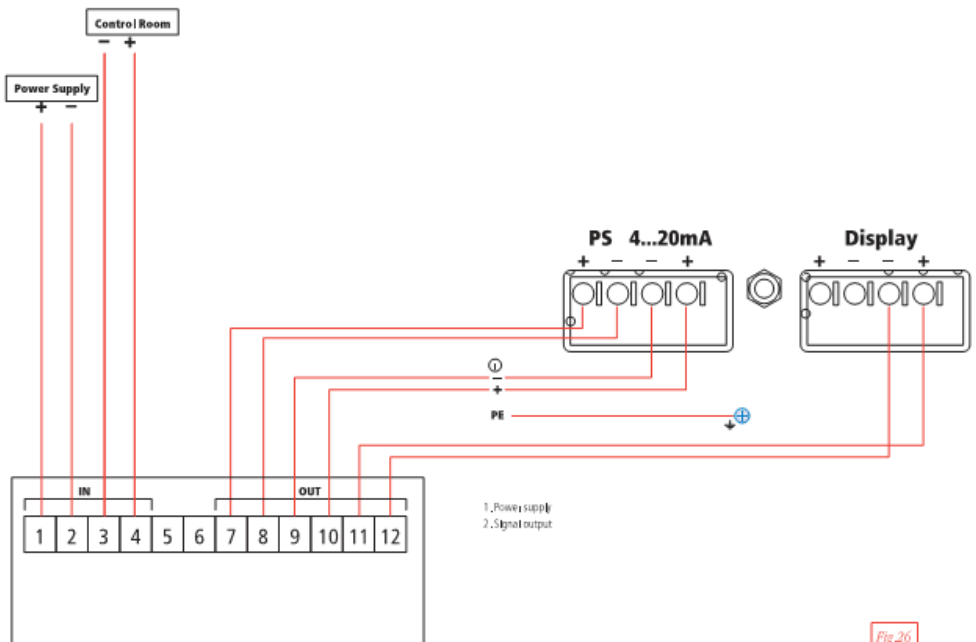 Control Room
− +
Power Supply
+ −
PS 4...20mA
+ − − +
Display
+ − − +
−
+
PE
IN
OUT
1 2 3 4 5 6 7 8 9 10 11 12
1.Power supply
2.Signal output
Fig 26